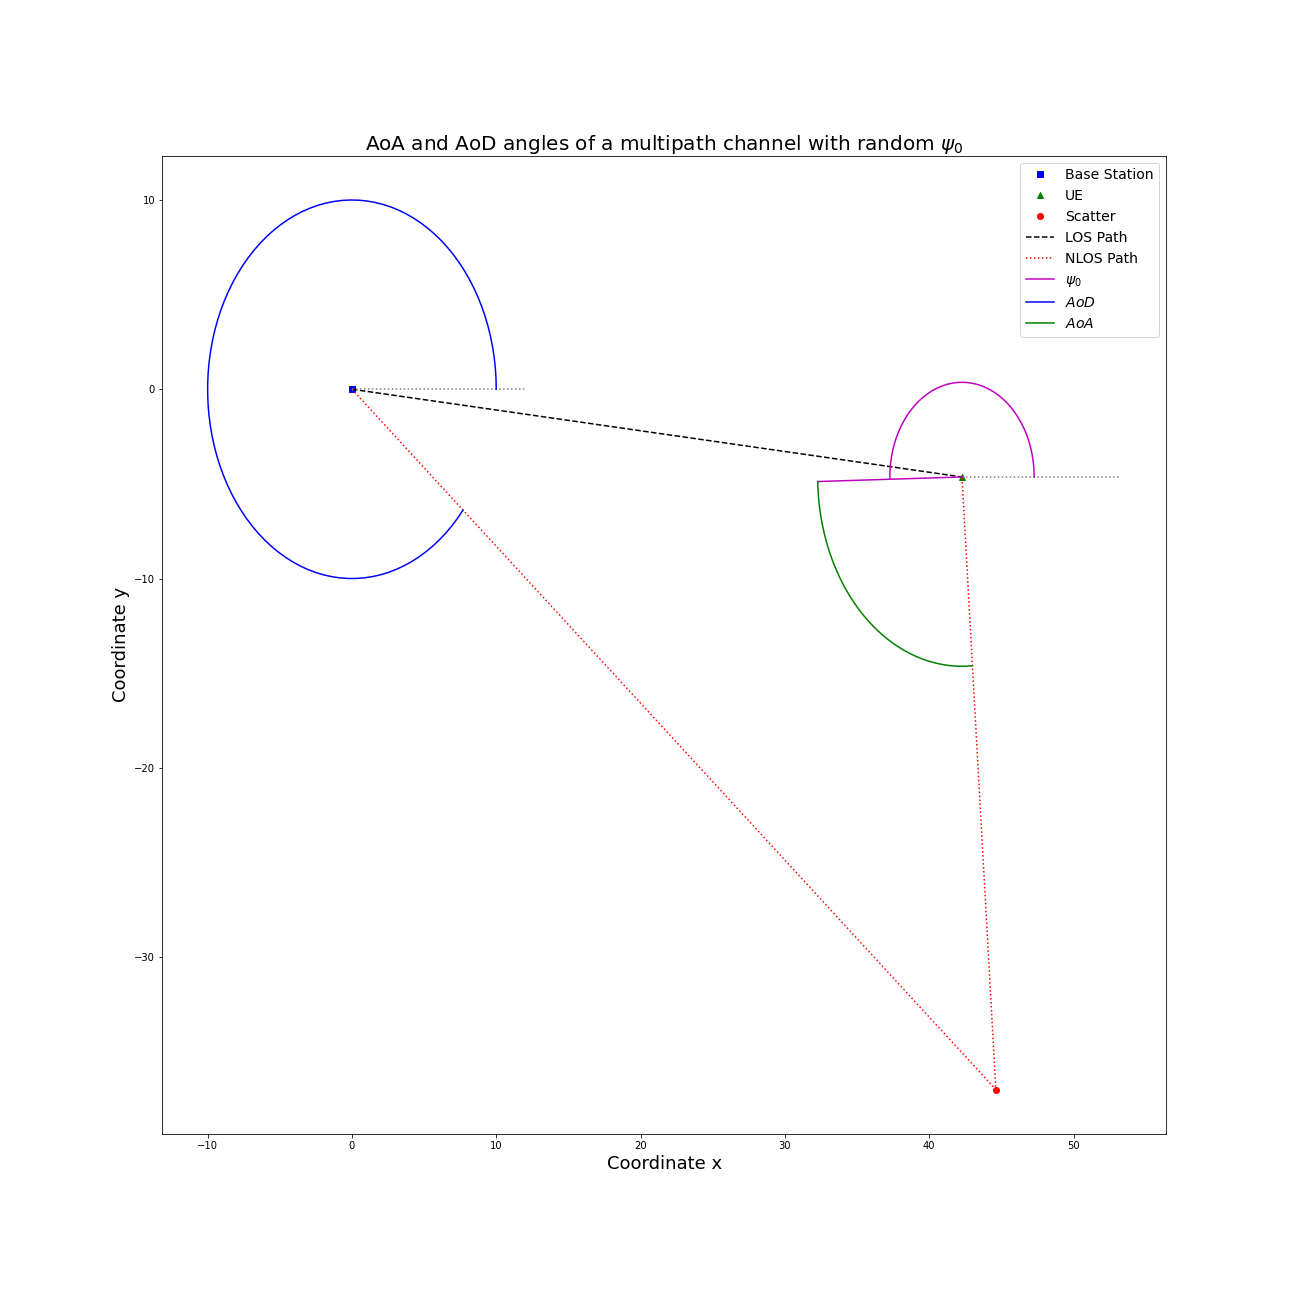 AoA and AoD angles of a multipath channel with random ψ₀
Base Station
UE
Scatter
LOS Path
NLOS Path
ψ₀
AoD
AoA
10
0
−10
−20
−30
Coordinate y
−10
0
10
20
30
40
50
Coordinate x